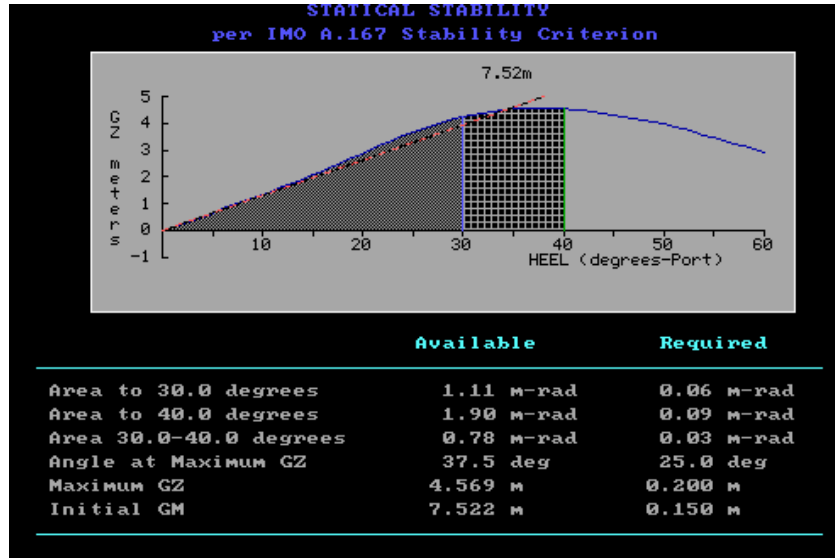 STATICAL STABILITY
per IMO A.167 Stability Criterion
7.52m
GZ meters
5
4
3
2
1
0
-1
10 20 30 40 50 60
HEEL (degrees-Port)
Available Required
Area to 30.0 degrees 1.11 m-rad 0.06 m-rad
Area to 40.0 degrees 1.90 m-rad 0.09 m-rad
Area 30.0-40.0 degrees 0.78 m-rad 0.03 m-rad
Angle at Maximum GZ 37.5 deg 25.0 deg
Maximum GZ 4.569 m 0.200 m
Initial GM 7.522 m 0.150 m